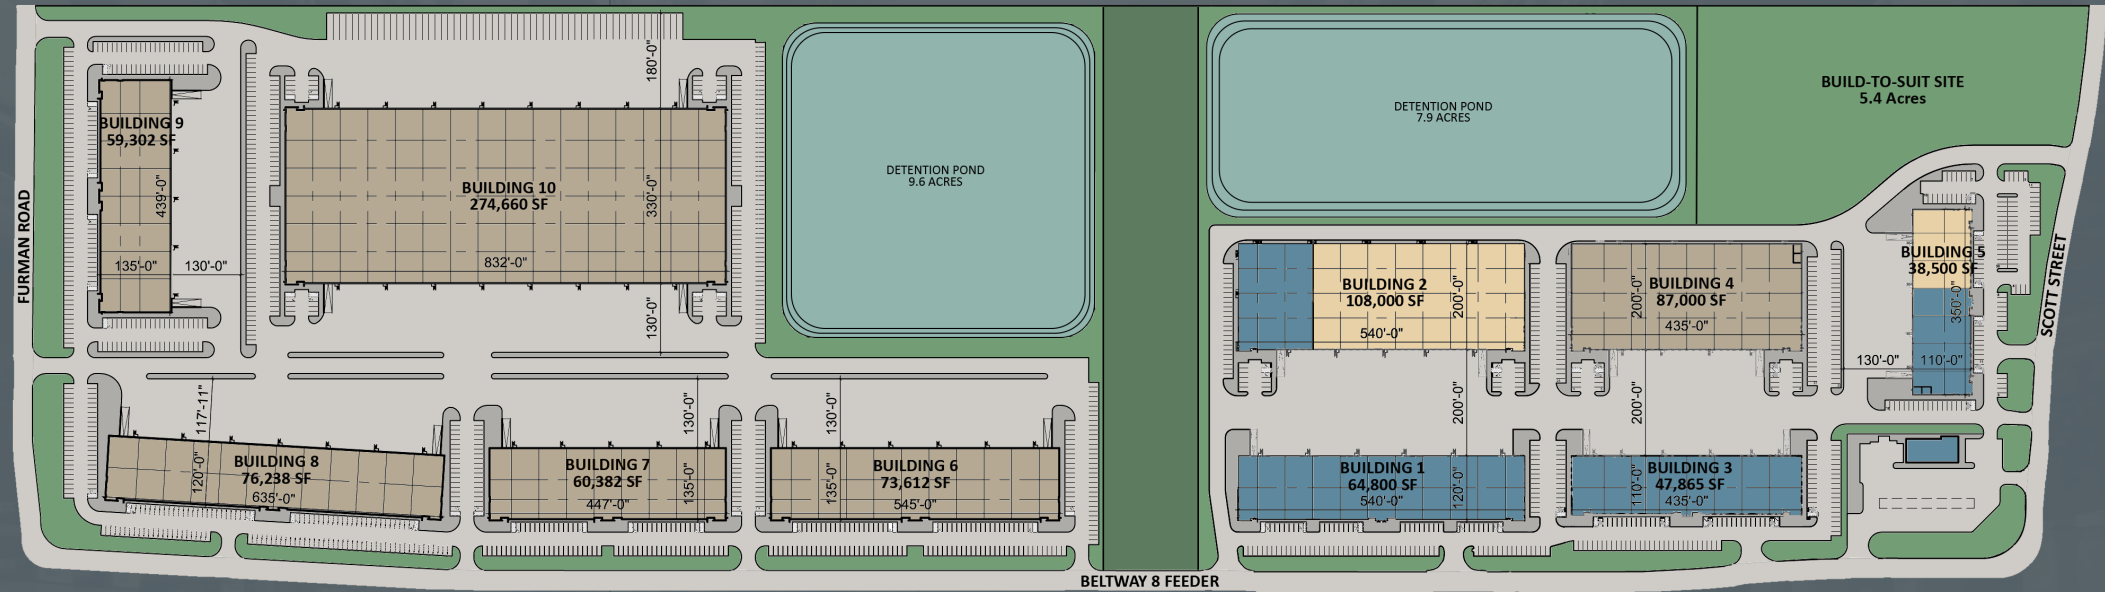 FURMAN ROAD
BUILDING 9
59,302 SF
439'-0"
135'-0"
130'-0"
180'-0"
BUILDING 10
274,660 SF
330'-0"
832'-0"
130'-0"
DETENTION POND
9.6 ACRES
DETENTION POND
7.9 ACRES
BUILD-TO-SUIT SITE
5.4 Acres
BUILDING 2
108,000 SF
200'-0"
540'-0"
BUILDING 4
87,000 SF
200'-0"
435'-0"
BUILDING 5
38,500 SF
350'-0"
130'-0"
110'-0"
SCOTT STREET
117'-11"
BUILDING 8
76,238 SF
120'-0"
635'-0"
130'-0"
BUILDING 7
60,382 SF
135'-0"
447'-0"
130'-0"
BUILDING 6
73,612 SF
135'-0"
545'-0"
200'-0"
BUILDING 1
64,800 SF
120'-0"
540'-0"
200'-0"
BUILDING 3
47,865 SF
110'-0"
435'-0"
BELTWAY 8 FEEDER